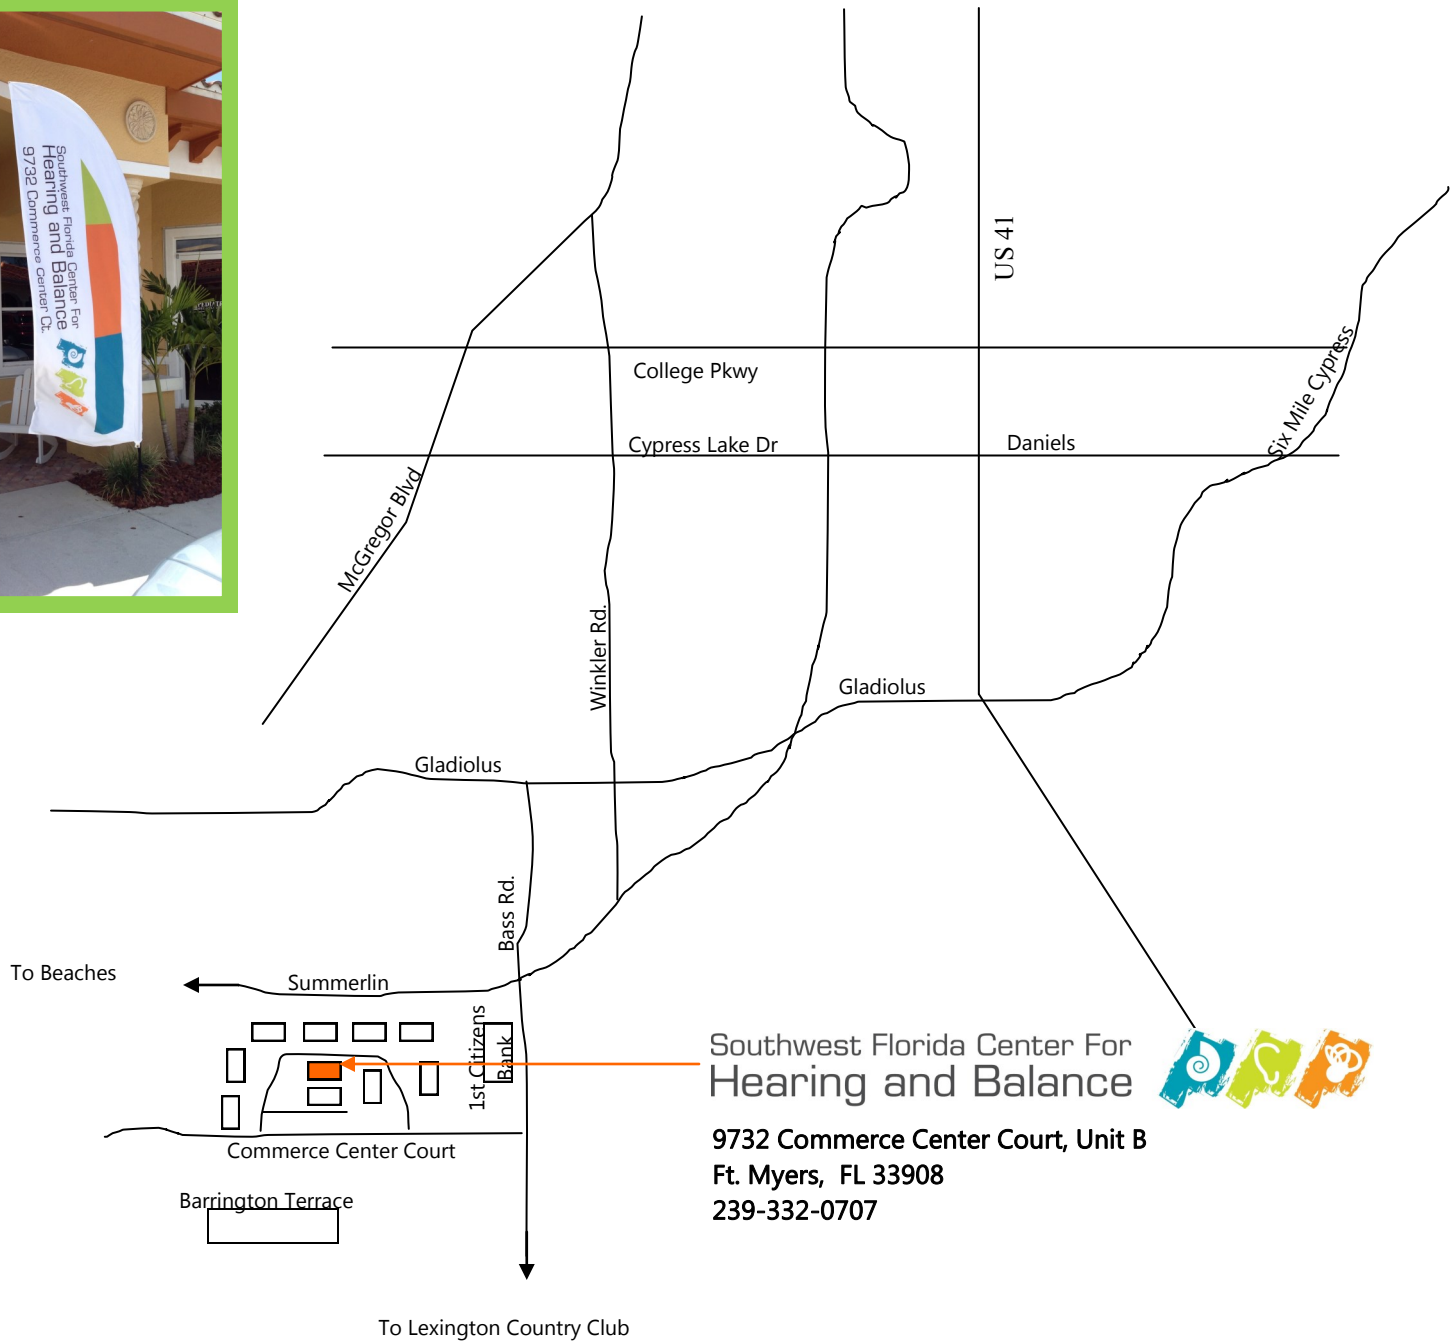 Southwest Florida Center For
Hearing and Balance
9732 Commerce Center Ct.
US 41
College Pkwy
Six Mile Cypress
Cypress Lake Dr
Daniels
McGregor Blvd
Winkler Rd.
Gladiolus
Gladiolus
Bass Rd.
To Beaches
Summerlin
1st Citizens
Bank
Southwest Florida Center For
Hearing and Balance
9732 Commerce Center Court, Unit B
Ft. Myers, FL 33908
239-332-0707
Commerce Center Court
Barrington Terrace
To Lexington Country Club